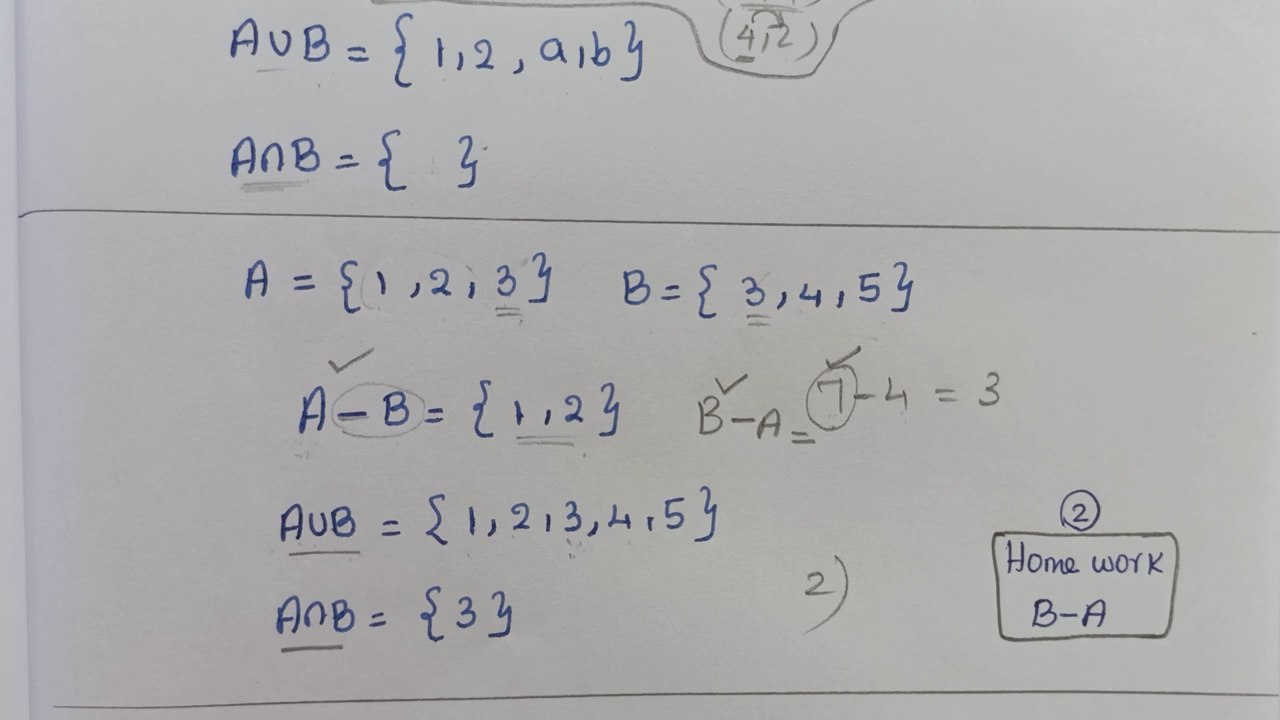 A∪B = { 1,2 , a,b} (4,2)
A∩B = { }
A = {1 ,2, 3} B = { 3, 4, 5}
A - B = { 1,2 } B - A = 7 - 4 = 3
A∪B = { 1, 2, 3, 4, 5 }
A∩B = { 3 }
2)
②
Home work
B-A